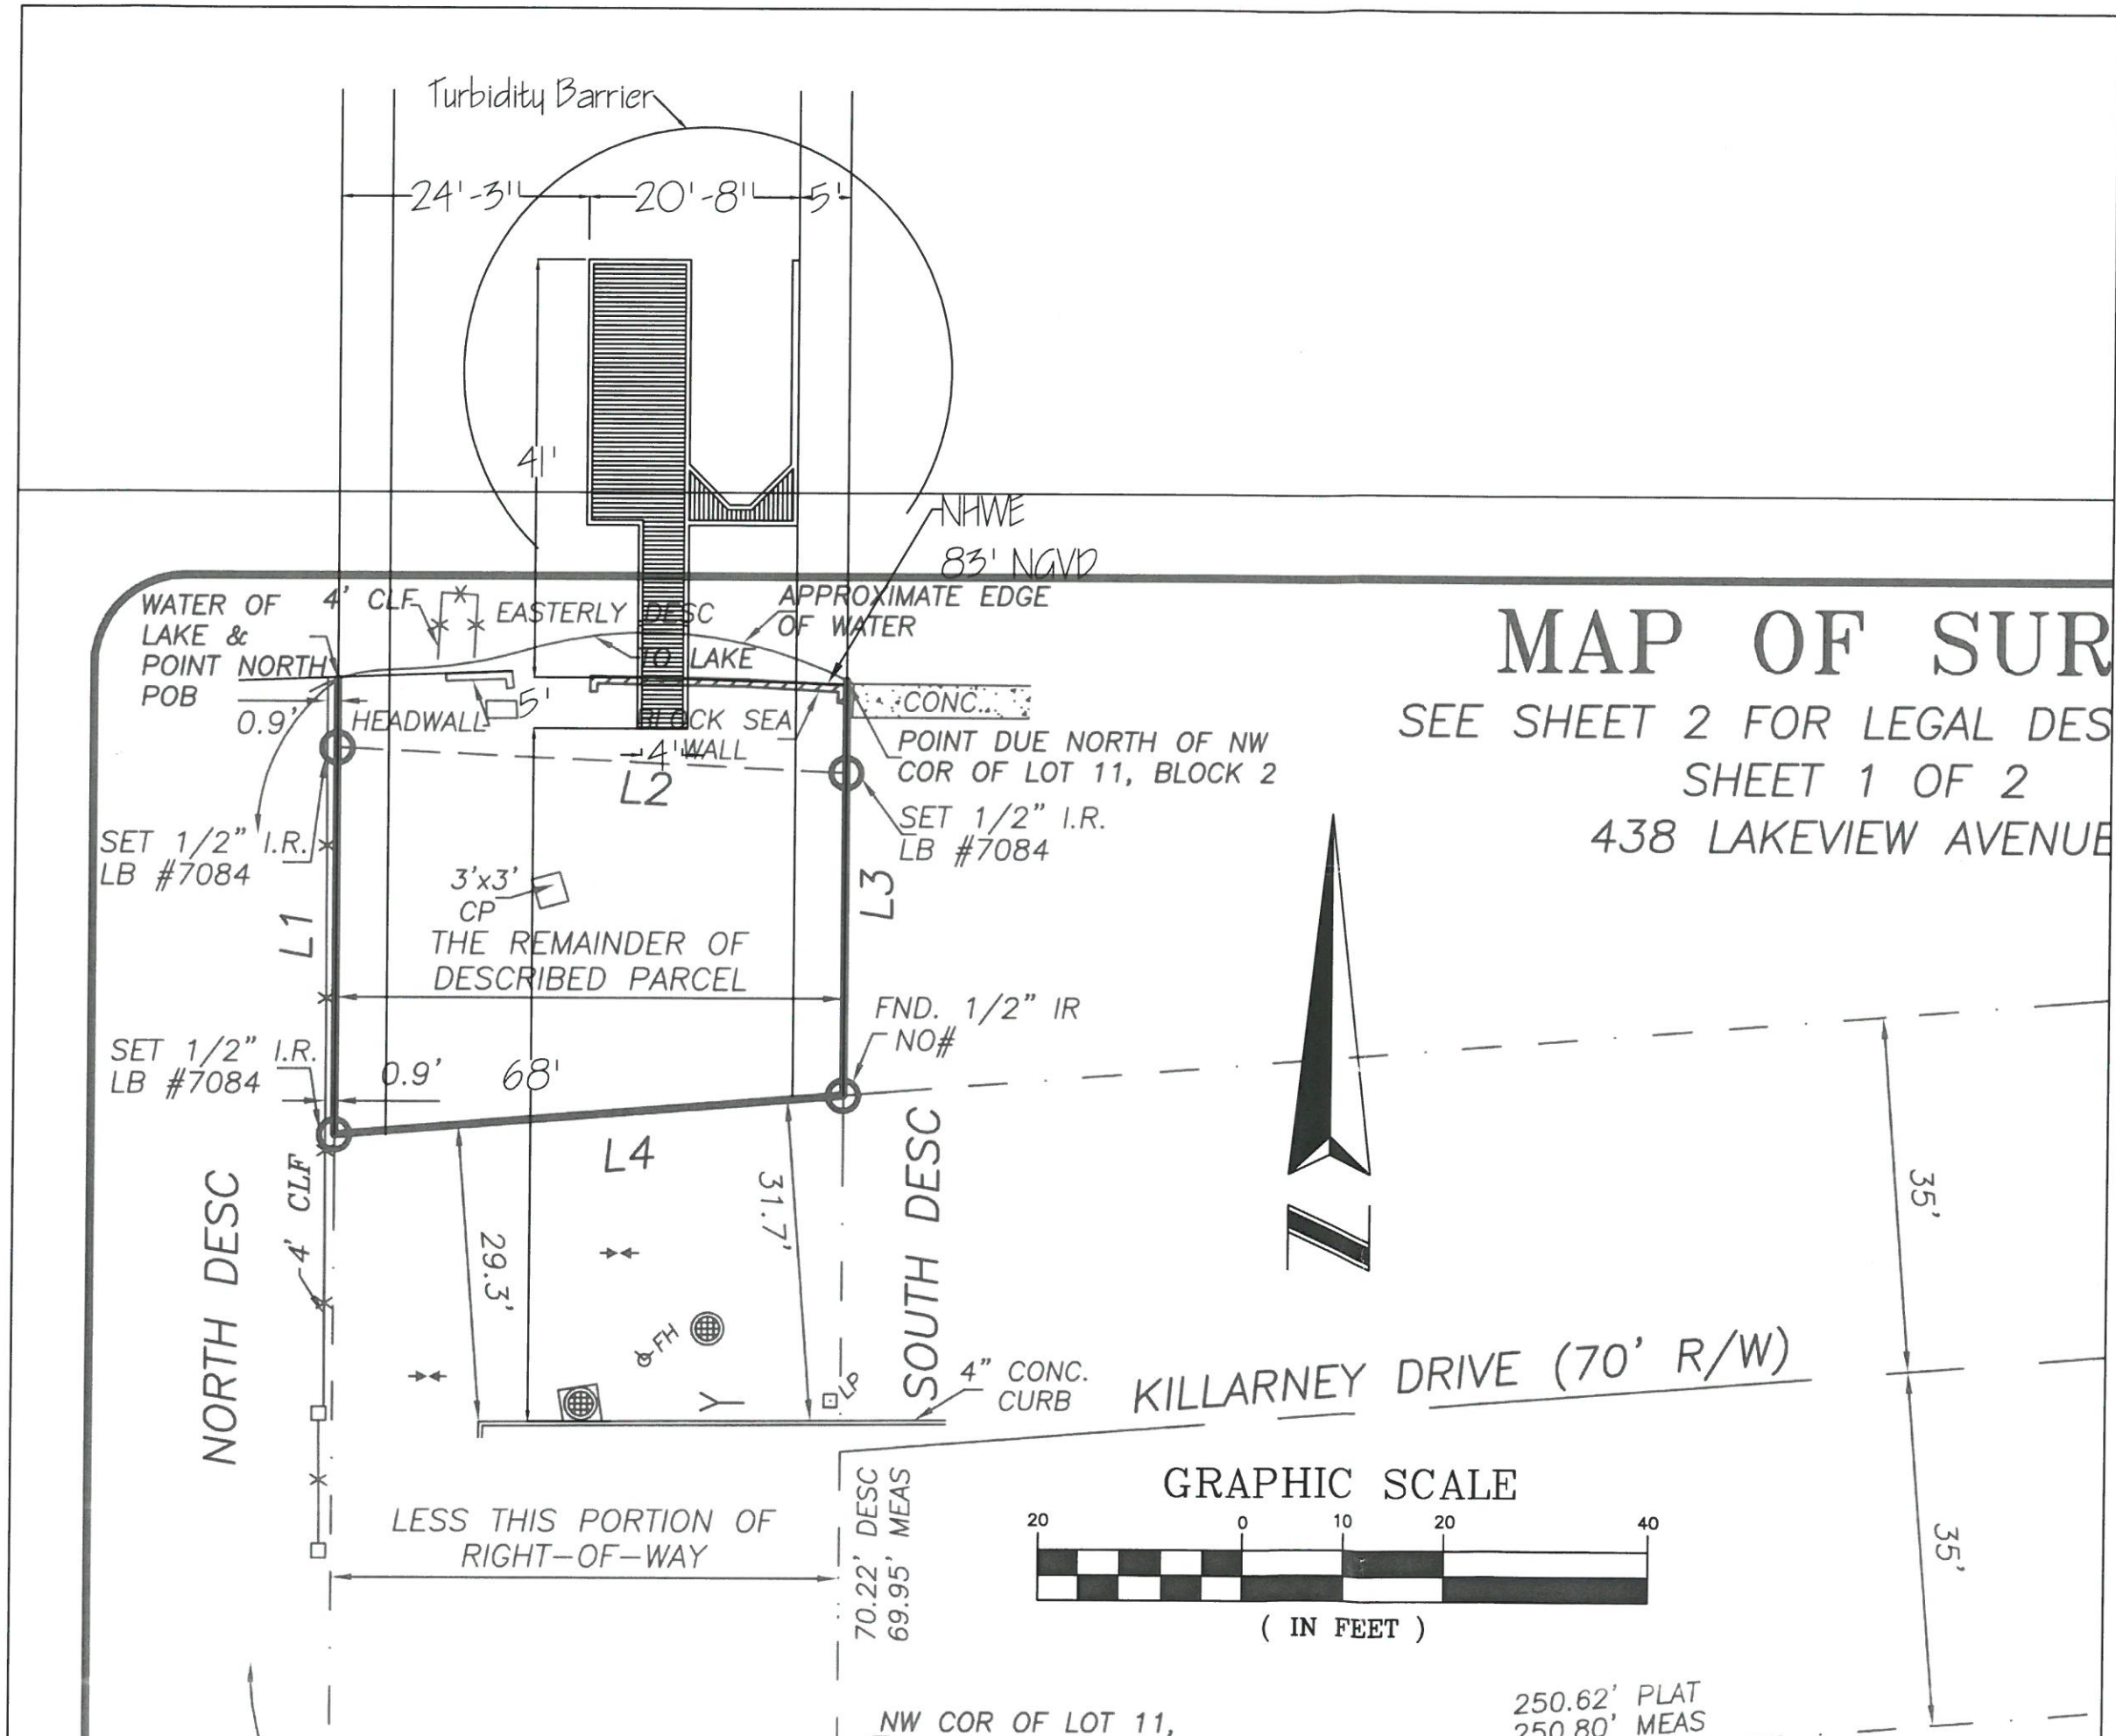 Turbidity Barrier
24'-3"
20'-8"
5'
41'
NHWE
83' NGVD
WATER OF
LAKE &
POINT NORTH
POB
4' CLF
EASTERLY DESC
TO LAKE
APPROXIMATE EDGE
OF WATER
MAP OF SUR
SEE SHEET 2 FOR LEGAL DES
SHEET 1 OF 2
438 LAKEVIEW AVENUE
0.9'
HEADWALL
5'
BLOCK SEA
WALL
4'
CONC.
POINT DUE NORTH OF NW
COR OF LOT 11, BLOCK 2
L2
SET 1/2" I.R.
LB #7084
SET 1/2" I.R.
LB #7084
3'x3'
CP
L1
L3
THE REMAINDER OF
DESCRIBED PARCEL
FND. 1/2" IR
NO#
SET 1/2" I.R.
LB #7084
0.9'
68'
L4
NORTH DESC
4' CLF
29.3'
31.7'
SOUTH DESC
FH
LP
4" CONC.
CURB
N
35'
KILLARNEY DRIVE (70' R/W)
35'
GRAPHIC SCALE
20 0 10 20 40
( IN FEET )
LESS THIS PORTION OF
RIGHT-OF-WAY
70.22' DESC
69.95' MEAS
NW COR OF LOT 11,
250.62' PLAT
250.80' MEAS